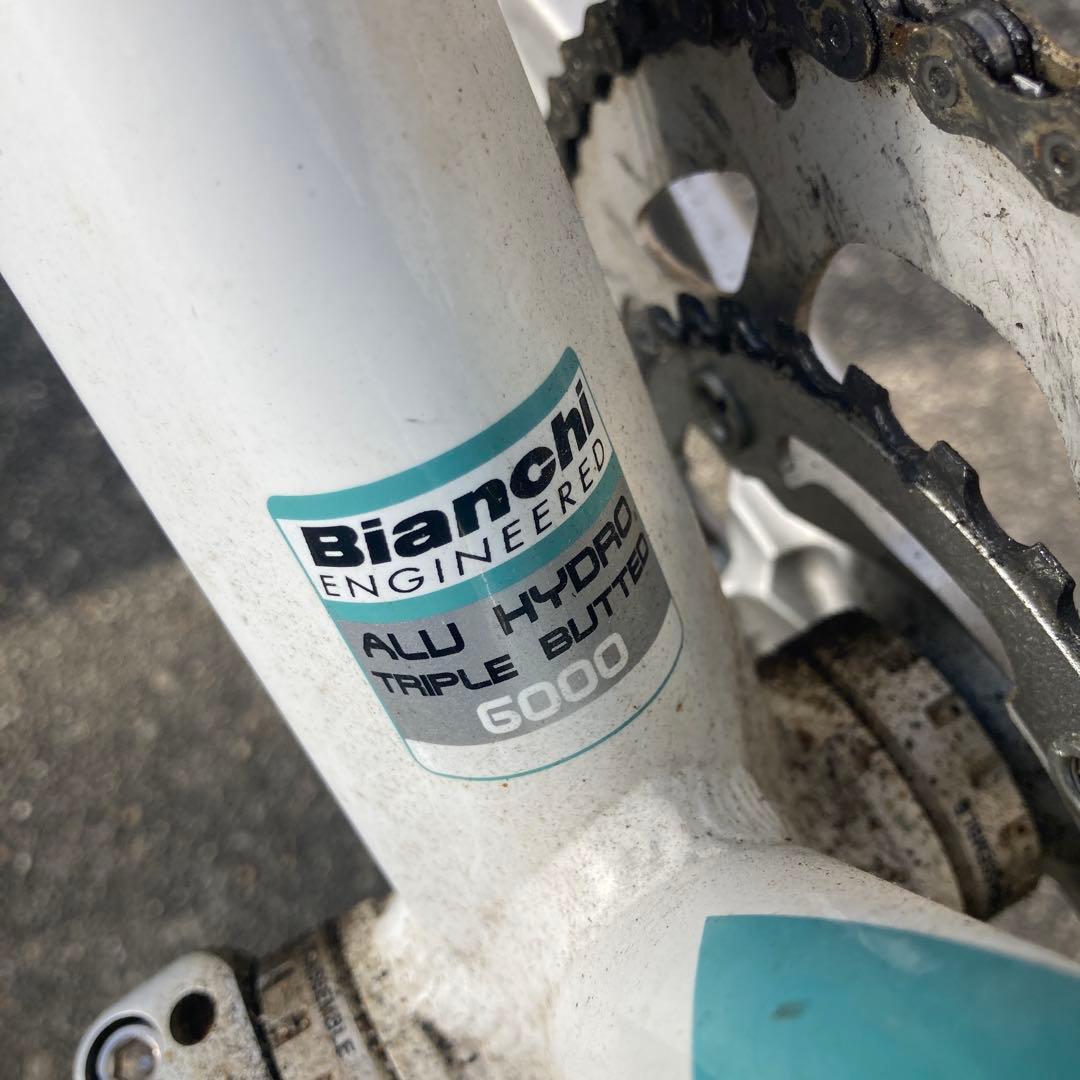 Bianchi
ENGINEERED
ALU HYDRO
TRIPLE BUTTED
6000